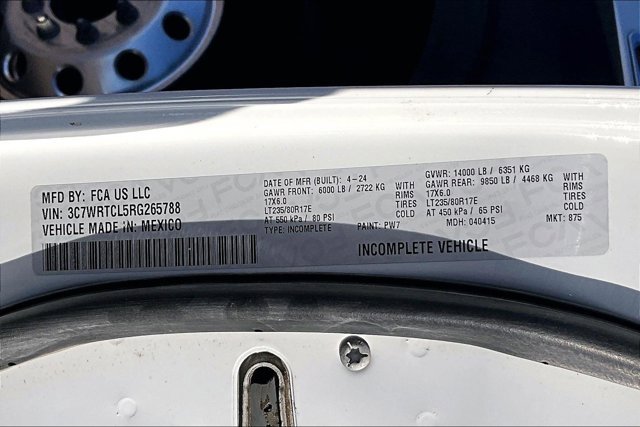 MFD BY: FCA US LLC
VIN: 3C7WRTCL5RG265788
VEHICLE MADE IN: MEXICO
DATE OF MFR (BUILT): 4-24
GAWR FRONT: 6000 LB / 2722 KG WITH
17X6.0 RIMS
LT235/80R17E TIRES
AT 550 kPa / 80 PSI COLD
TYPE: INCOMPLETE PAINT: PW7
GVWR: 14000 LB / 6351 KG
GAWR REAR: 9850 LB / 4468 KG WITH
17X6.0 RIMS
LT235/80R17E TIRES
AT 450 kPa / 65 PSI COLD
MDH: 040415 MKT: 875
INCOMPLETE VEHICLE